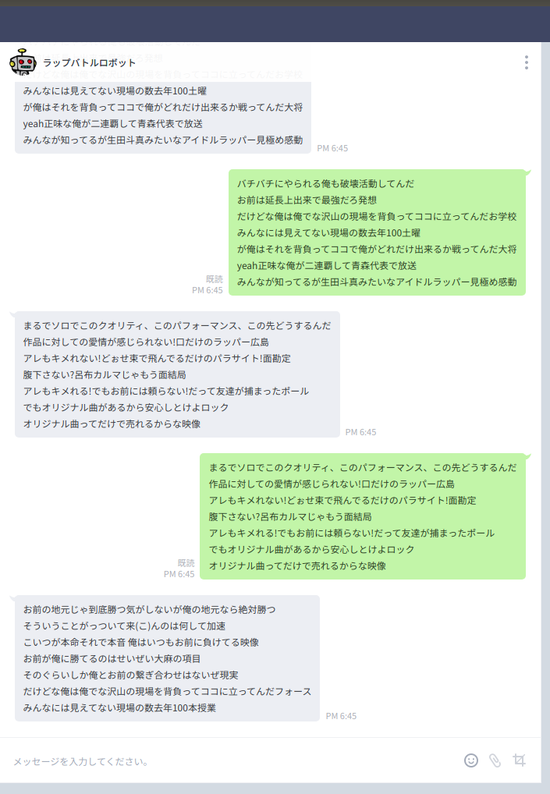 ラップバトルロボット
みんなには見えてない現場の数去年100土曜
が俺はそれを背負ってココで俺がどれだけ出来るか戦ってんだ大将
yeah正味な俺が二連覇して青森代表で放送
みんなが知ってるが生田斗真みたいなアイドルラッパー見極め感動
PM 6:45
バチバチにやられる俺も破壊活動してんだ
お前は延長上出来で最強だろ発想
だけどな俺は俺でな沢山の現場を背負ってココに立ってんだお学校
みんなには見えてない現場の数去年100土曜
が俺はそれを背負ってココで俺がどれだけ出来るか戦ってんだ大将
yeah正味な俺が二連覇して青森代表で放送
みんなが知ってるが生田斗真みたいなアイドルラッパー見極め感動
既読
PM 6:45
まるでソロでこのクオリティ、このパフォーマンス、この先どうするんだ
作品に対しての愛情が感じられない!口だけのラッパー広島
アレもキメれない!どぉせ束で飛んでるだけのパラサイト!面勘定
腹下さない?呂布カルマじゃもう面結局
アレもキメれる!でもお前には頼らない!だって友達が捕まったポール
でもオリジナル曲があるから安心しとけよロック
オリジナル曲ってだけで売れるからな映像
PM 6:45
まるでソロでこのクオリティ、このパフォーマンス、この先どうするんだ
作品に対しての愛情が感じられない!口だけのラッパー広島
アレもキメれない!どぉせ束で飛んでるだけのパラサイト!面勘定
腹下さない?呂布カルマじゃもう面結局
アレもキメれる!でもお前には頼らない!だって友達が捕まったポール
でもオリジナル曲があるから安心しとけよロック
オリジナル曲ってだけで売れるからな映像
既読
PM 6:45
お前の地元じゃ到底勝つ気がしないが俺の地元なら絶対勝つ
そういうことがっついて来(こ)んのは何して加速
こいつが本命それで本音 俺はいつもお前に負けてる映像
お前が俺に勝てるのはせいぜい大麻の項目
そのぐらいしか俺とお前の繋ぎ合わせはないぜ現実
だけどな俺は俺でな沢山の現場を背負ってココに立ってんだフォース
みんなには見えてない現場の数去年100本授業
PM 6:45
メッセージを入力してください。